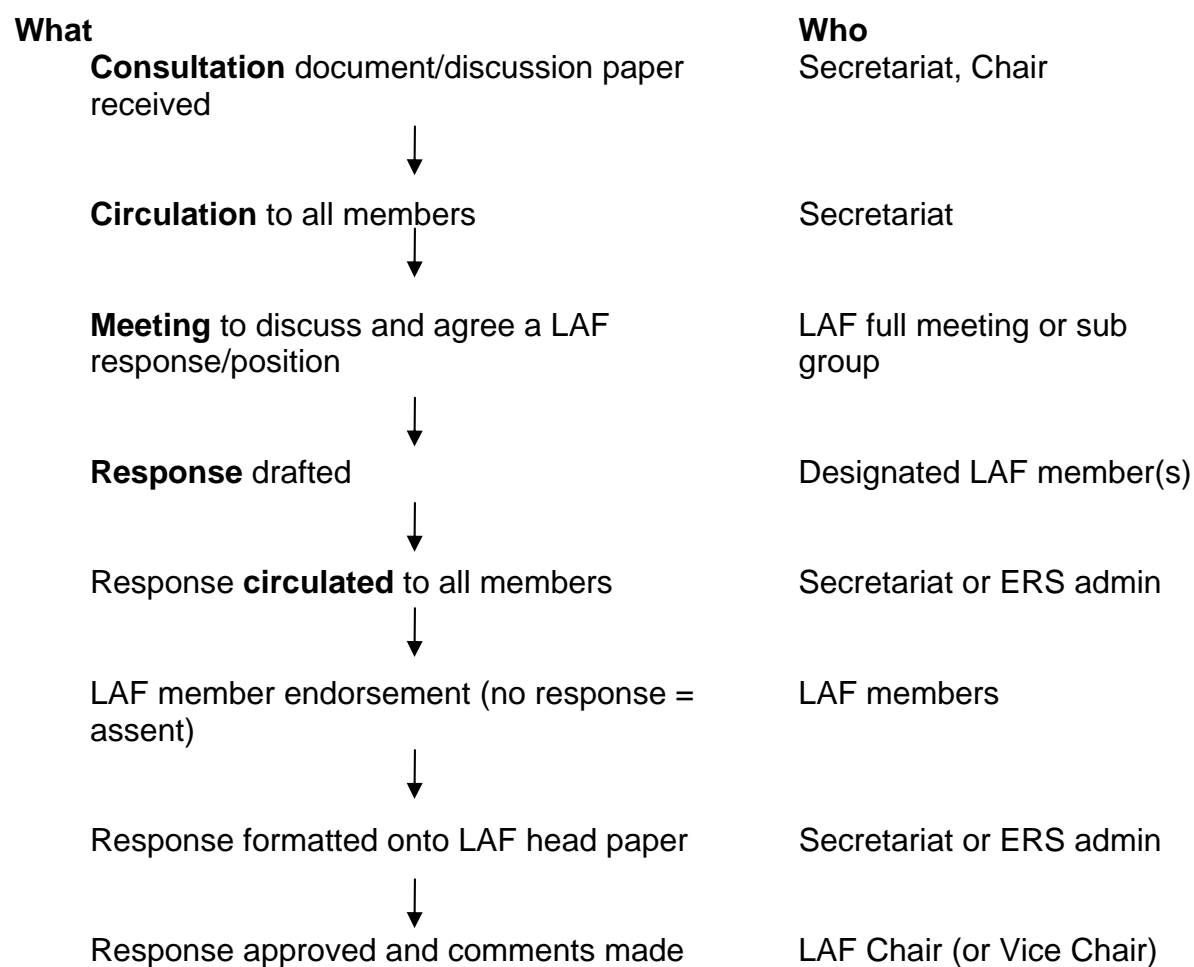 What Who
Consultation document/discussion paper Secretariat, Chair
received
Circulation to all members Secretariat
Meeting to discuss and agree a LAF LAF full meeting or sub
response/position group
Response drafted Designated LAF member(s)
Response circulated to all members Secretariat or ERS admin
LAF member endorsement (no response = LAF members
assent)
Response formatted onto LAF head paper Secretariat or ERS admin
Response approved and comments made LAF Chair (or Vice Chair)